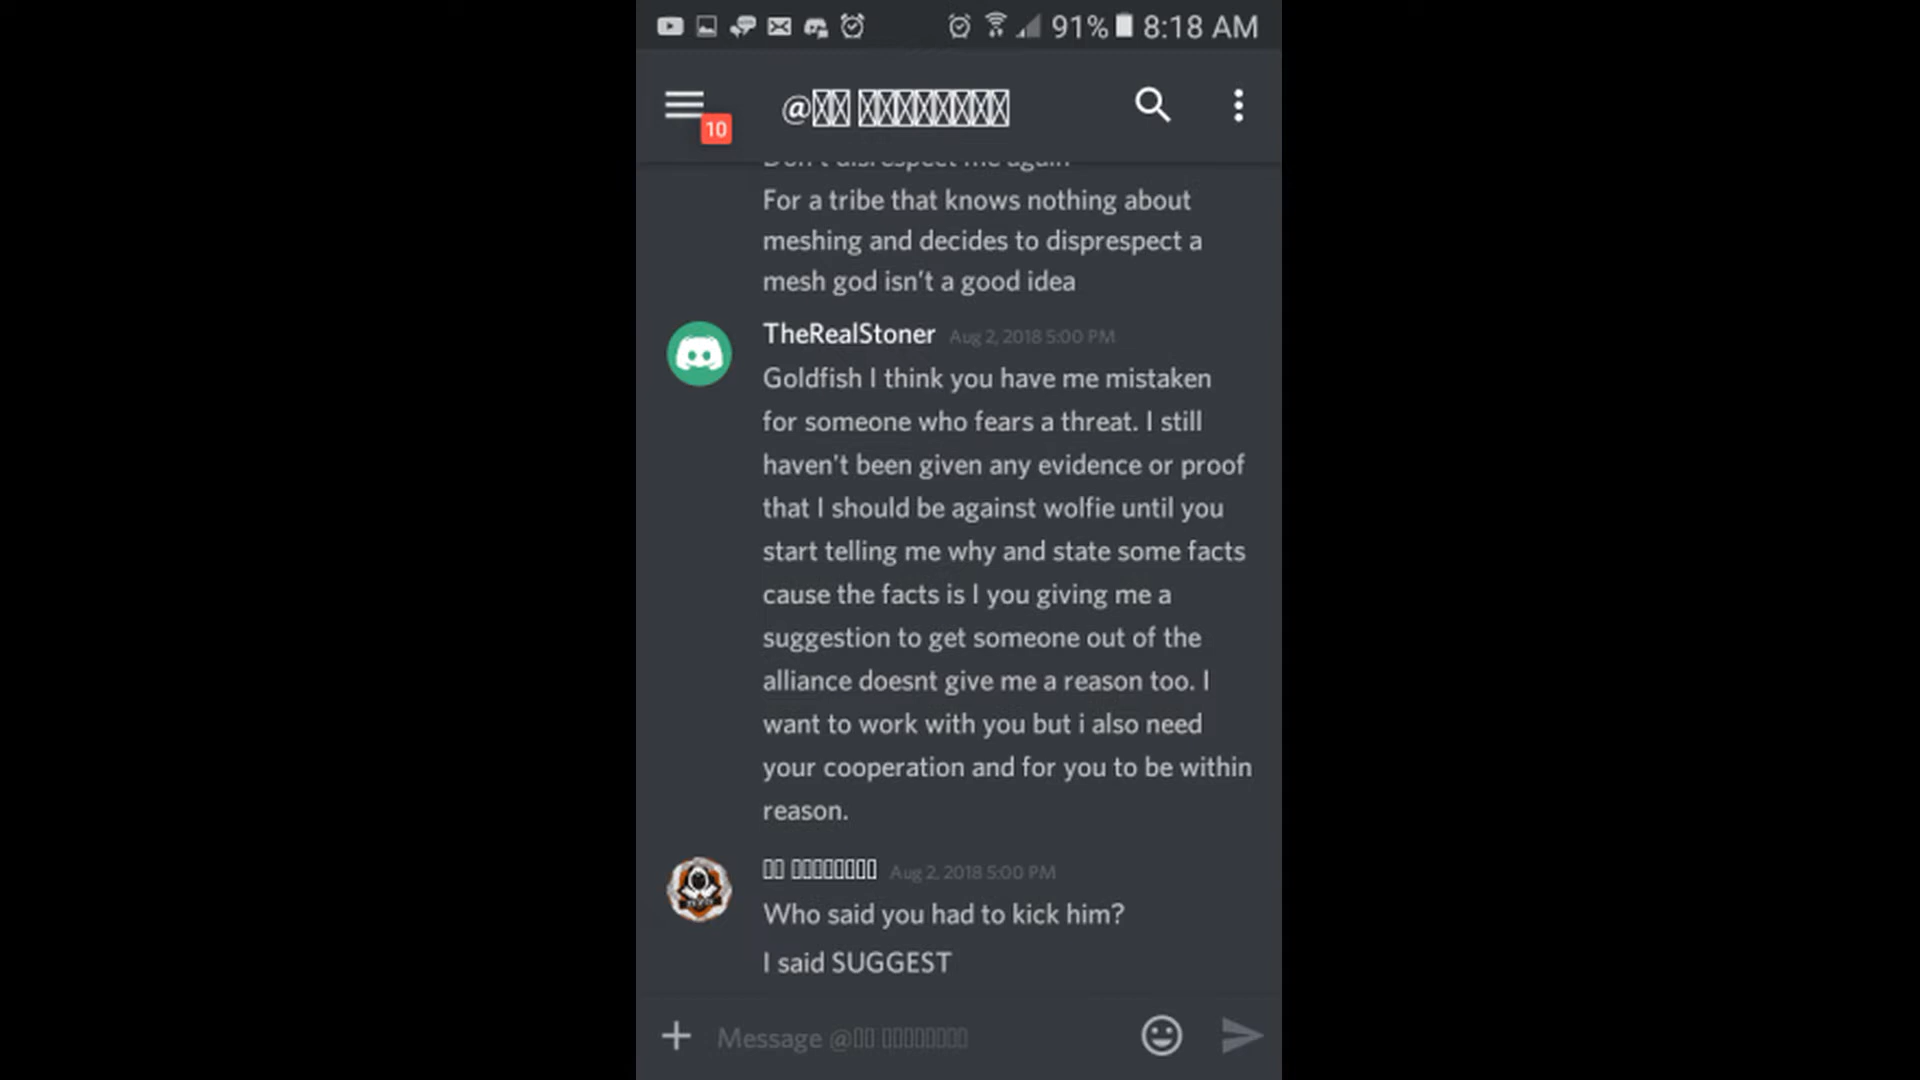 91% 8:18 AM
@
10
Don't disrespect me again
For a tribe that knows nothing about
meshing and decides to disprespect a
mesh god isn't a good idea
TheRealStoner Aug 2, 2018 5:00 PM
Goldfish I think you have me mistaken
for someone who fears a threat. I still
haven't been given any evidence or proof
that I should be against wolfie until you
start telling me why and state some facts
cause the facts is I you giving me a
suggestion to get someone out of the
alliance doesnt give me a reason too. I
want to work with you but i also need
your cooperation and for you to be within
reason.
Aug 2, 2018 5:00 PM
Who said you had to kick him?
I said SUGGEST
Message @